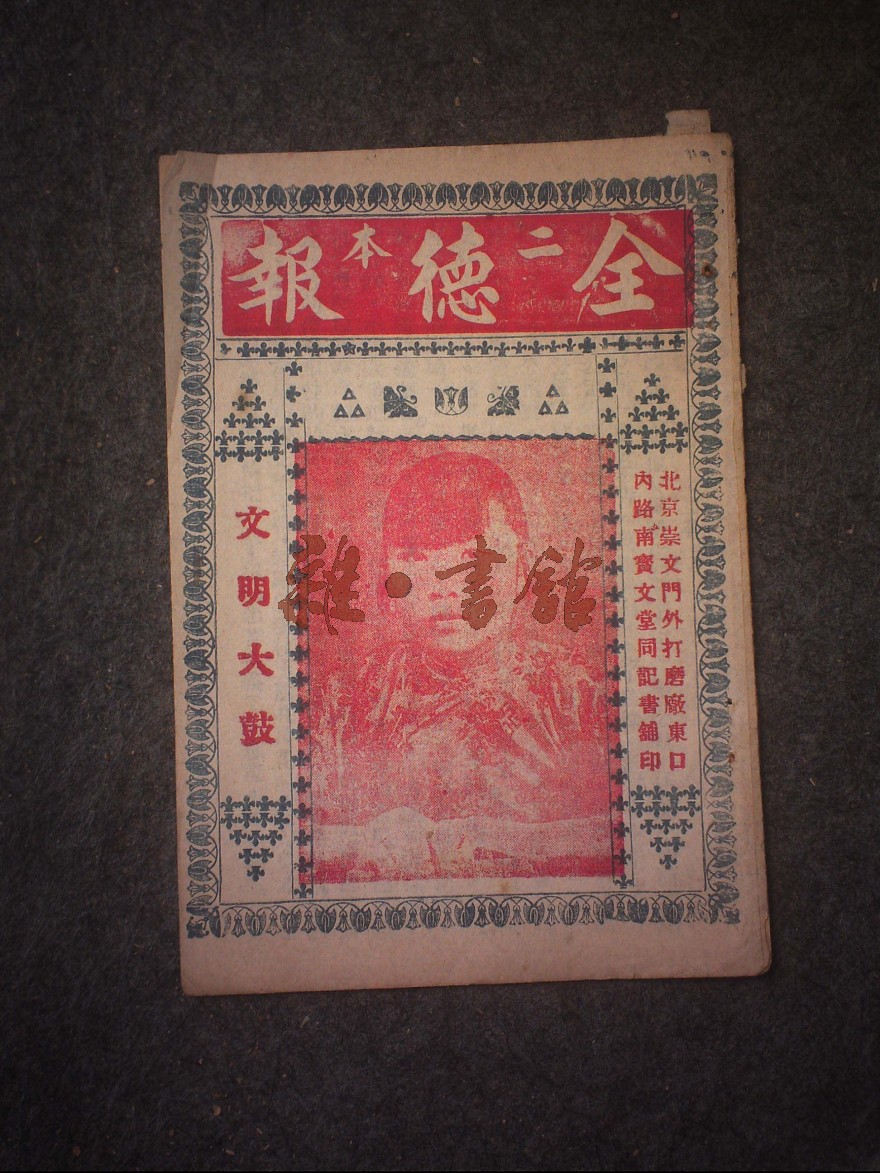 全二德本報
北京崇文門外打磨廠東口
內路南寳文堂同記書舖印
文明大鼓
雜·書館